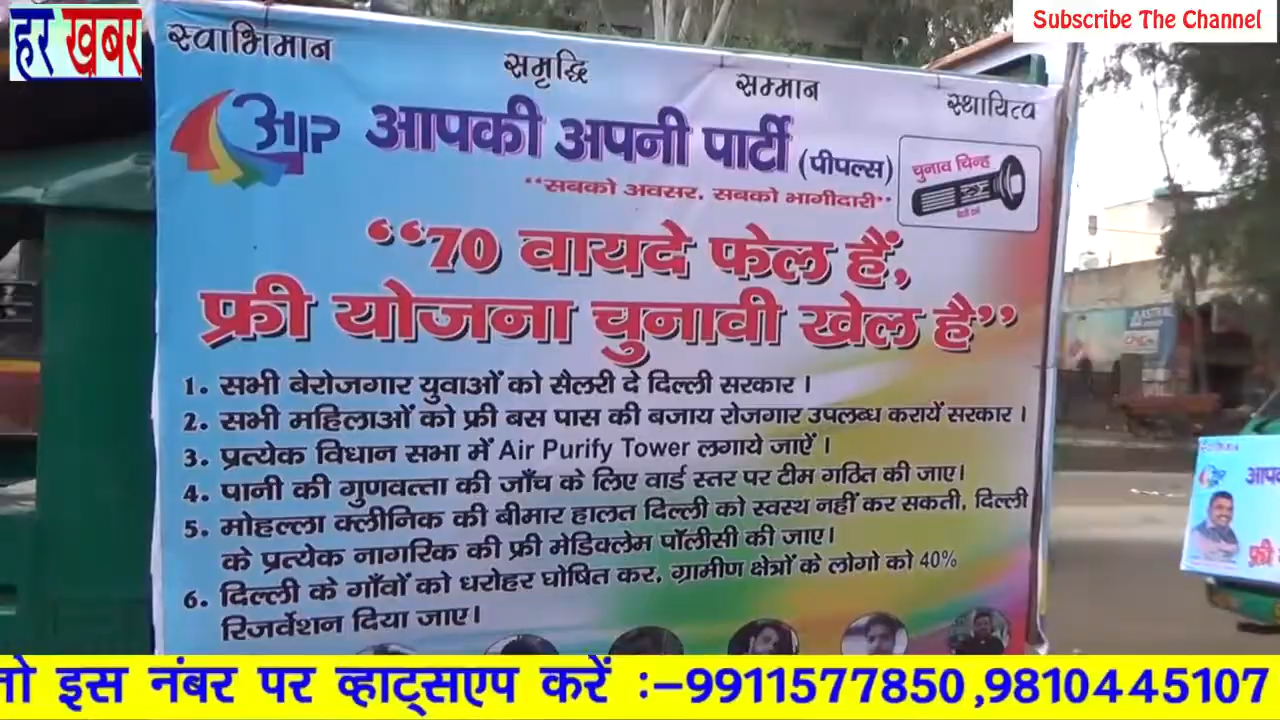 हर खबर
Subscribe The Channel
स्वाभिमान समृद्धि सम्मान स्थायित्व
आAP आपकी अपनी पार्टी (पीपल्स)
चुनाव चिन्ह
"सबको अवसर, सबको भागीदारी"
"70 वायदे फेल हैं,
फ्री योजना चुनावी खेल है"
1. सभी बेरोजगार युवाओं को सैलरी दे दिल्ली सरकार ।
2. सभी महिलाओं को फ्री बस पास की बजाय रोजगार उपलब्ध करायें सरकार ।
3. प्रत्येक विधान सभा में Air Purify Tower लगाये जाऐं ।
4. पानी की गुणवत्ता की जाँच के लिए वार्ड स्तर पर टीम गठित की जाए।
5. मोहल्ला क्लीनिक की बीमार हालत दिल्ली को स्वस्थ नहीं कर सकती, दिल्ली
के प्रत्येक नागरिक की फ्री मेडिक्लेम पॉलीसी की जाए।
6. दिल्ली के गाँवों को धरोहर घोषित कर, ग्रामीण क्षेत्रों के लोगो को 40%
रिजर्वेशन दिया जाए।
ASTRAL
फ्री
तो इस नंबर पर व्हाट्सएप करें :–9911577850,9810445107